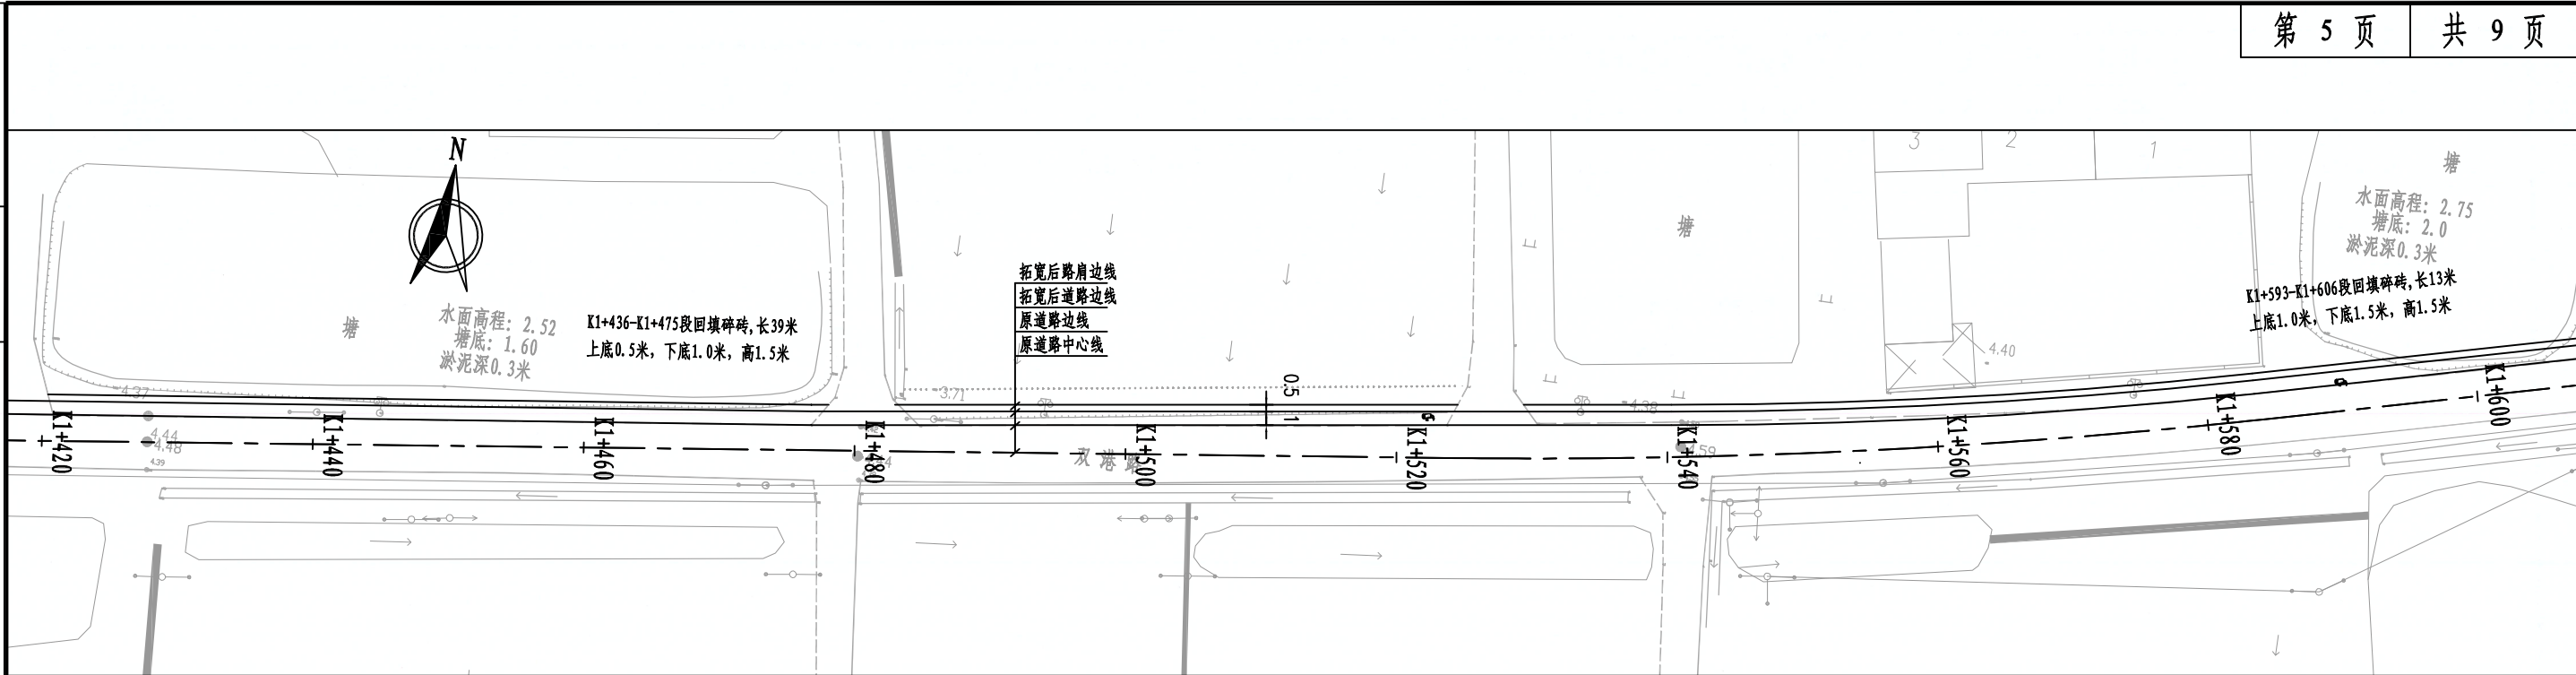 第 5 页
共 9 页
N
3
2
1
塘
水面高程：2.75
塘底：2.0
淤泥深0.3米
K1+593-K1+606段回填碎砖,长13米
上底1.0米，下底1.5米，高1.5米
塘
拓宽后路肩边线
拓宽后道路边线
原道路边线
原道路中心线
塘
水面高程：2.52
塘底：1.60
淤泥深0.3米
K1+436-K1+475段回填碎砖,长39米
上底0.5米，下底1.0米，高1.5米
4.40
4.37
3.71
0.5
1
4.38
4.44
4.48
4.39
K1+420
K1+440
K1+460
K1+480
K1+500
K1+520
K1+540
K1+560
K1+580
K1+600
双港路